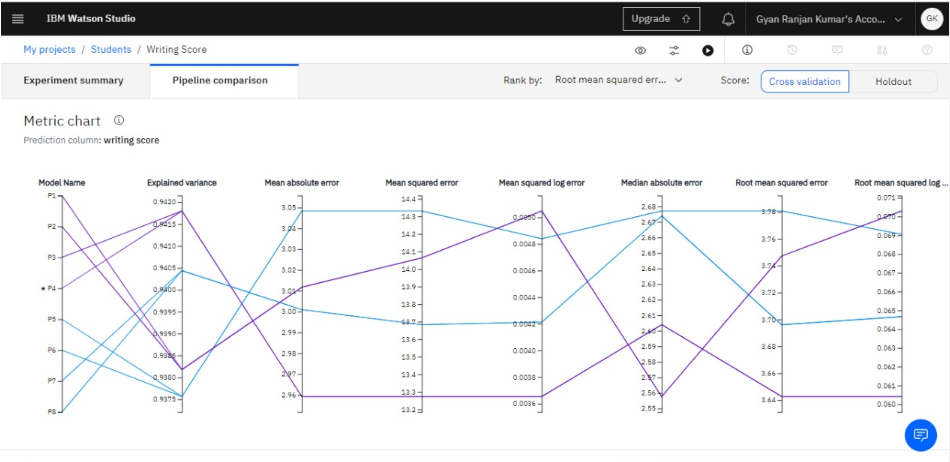 IBM Watson Studio
Upgrade
Gyan Ranjan Kumar's Acco...
GK
My projects / Students / Writing Score
Experiment summary
Pipeline comparison
Rank by: Root mean squared err...
Score: Cross validation Holdout
Metric chart
Prediction column: writing score
Model Name
P1
P2
P3
★ P4
P5
P6
P7
P8
Explained variance
0.9420
0.9415
0.9410
0.9405
0.9400
0.9395
0.9390
0.9385
0.9380
0.9375
Mean absolute error
3.05
3.04
3.03
3.02
3.01
3.00
2.99
2.98
2.97
2.96
Mean squared error
14.4
14.3
14.2
14.1
14.0
13.9
13.8
13.7
13.6
13.5
13.4
13.3
13.2
Mean squared log error
0.0050
0.0048
0.0046
0.0044
0.0042
0.0040
0.0038
0.0036
Median absolute error
2.68
2.67
2.66
2.65
2.64
2.63
2.62
2.61
2.60
2.59
2.58
2.57
2.56
2.55
Root mean squared error
3.78
3.76
3.74
3.72
3.70
3.68
3.66
3.64
Root mean squared log ...
0.071
0.070
0.069
0.068
0.067
0.066
0.065
0.064
0.063
0.062
0.061
0.060